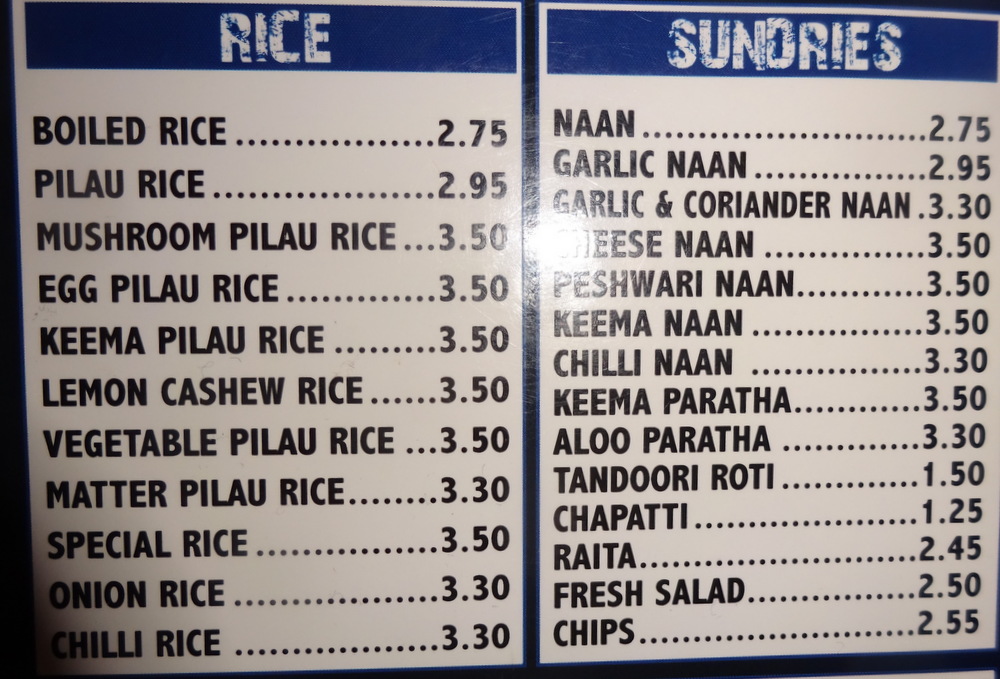 RICE
BOILED RICE ..................2.75
PILAU RICE....................2.95
MUSHROOM PILAU RICE...3.50
EGG PILAU RICE.............3.50
KEEMA PILAU RICE .........3.50
LEMON CASHEW RICE......3.50
VEGETABLE PILAU RICE ...3.50
MATTER PILAU RICE........3.30
SPECIAL RICE................3.50
ONION RICE ..................3.30
CHILLI RICE ...................3.30
SUNDRIES
NAAN............................2.75
GARLIC NAAN .................2.95
GARLIC & CORIANDER NAAN .3.30
CHEESE NAAN ................3.50
PESHWARI NAAN.............3.50
KEEMA NAAN .................3.50
CHILLI NAAN .................3.30
KEEMA PARATHA.............3.50
ALOO PARATHA ..............3.30
TANDOORI ROTI ..............1.50
CHAPATTI......................1.25
RAITA............................2.45
FRESH SALAD.................2.50
CHIPS............................2.55